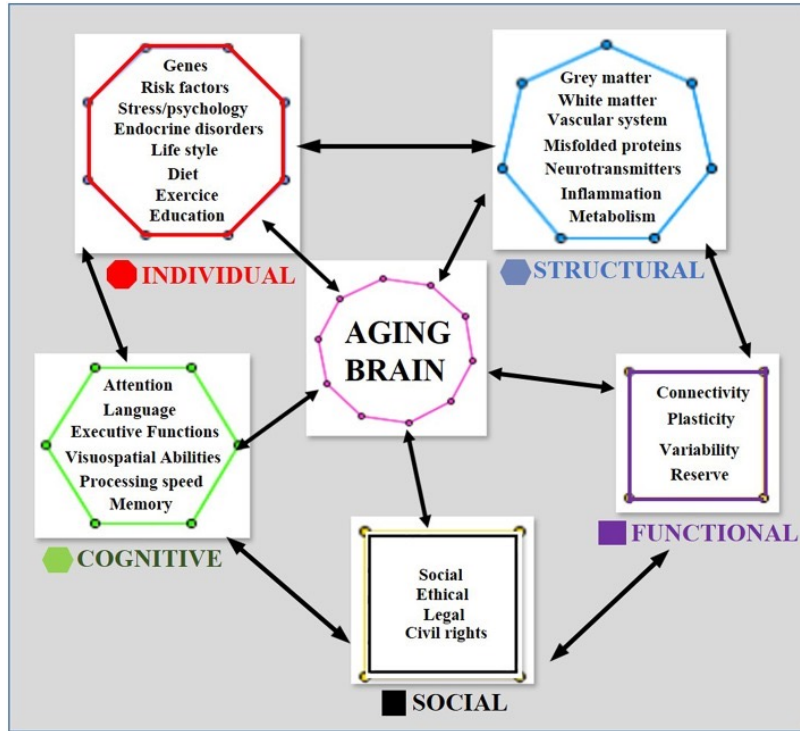 Genes
Risk factors
Stress/psychology
Endocrine disorders
Life style
Diet
Exercice
Education
INDIVIDUAL
Grey matter
White matter
Vascular system
Misfolded proteins
Neurotransmitters
Inflammation
Metabolism
STRUCTURAL
AGING
BRAIN
Attention
Language
Executive Functions
Visuospatial Abilities
Processing speed
Memory
COGNITIVE
Connectivity
Plasticity
Variability
Reserve
FUNCTIONAL
Social
Ethical
Legal
Civil rights
SOCIAL